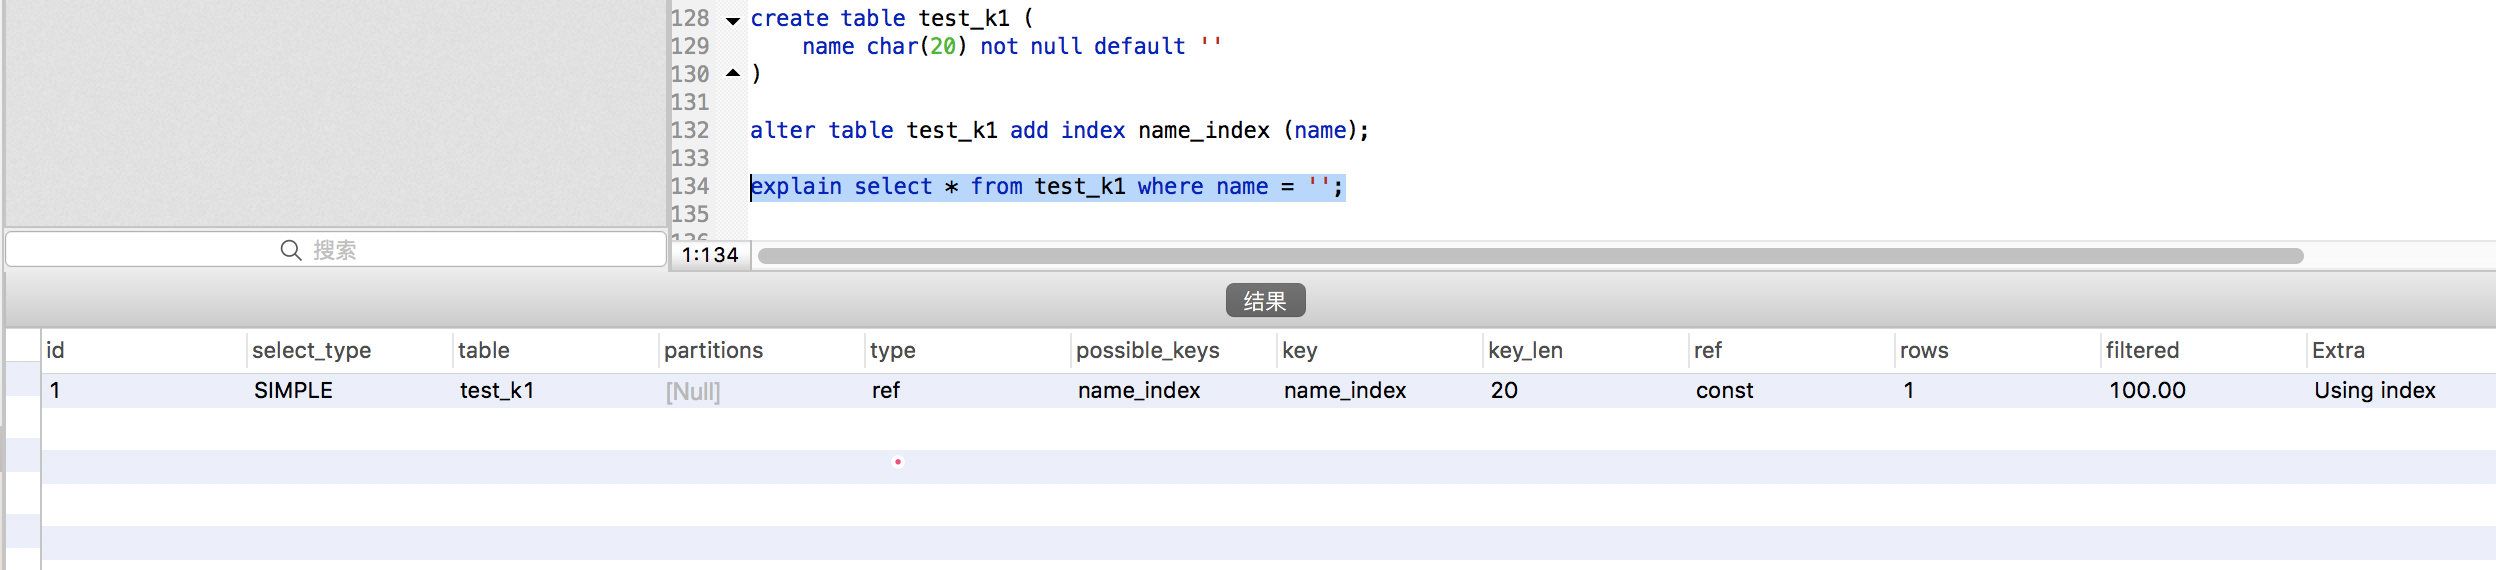 128 create table test_k1 (
129 name char(20) not null default ''
130 )
131
132 alter table test_k1 add index name_index (name);
133
134 explain select * from test_k1 where name = '';
135
搜索
1:134
结果
id select_type table partitions type possible_keys key key_len ref rows filtered Extra
1 SIMPLE test_k1 [Null] ref name_index name_index 20 const 1 100.00 Using index